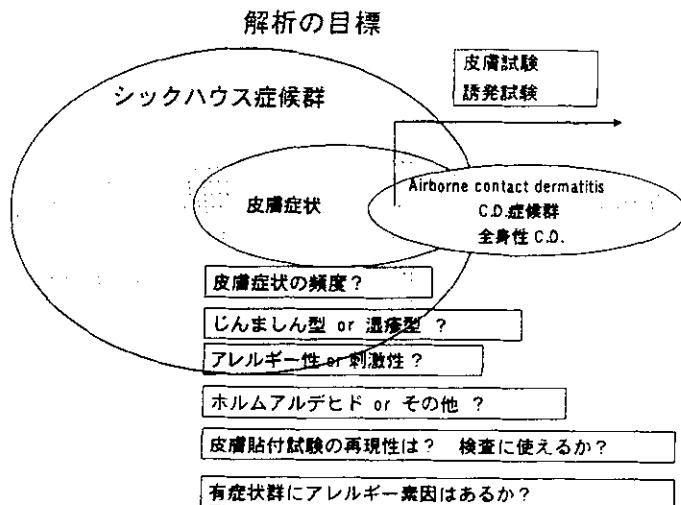 解析の目標
皮膚試験
誘発試験
シックハウス症候群
Airborne contact dermatitis
C.D.症候群
全身性 C.D.
皮膚症状
皮膚症状の頻度？
じんましん型 or 湿疹型 ？
アレルギー性or刺激性？
ホルムアルデヒド or その他 ？
皮膚貼付試験の再現性は？ 検査に使えるか？
有症状群にアレルギー素因はあるか？